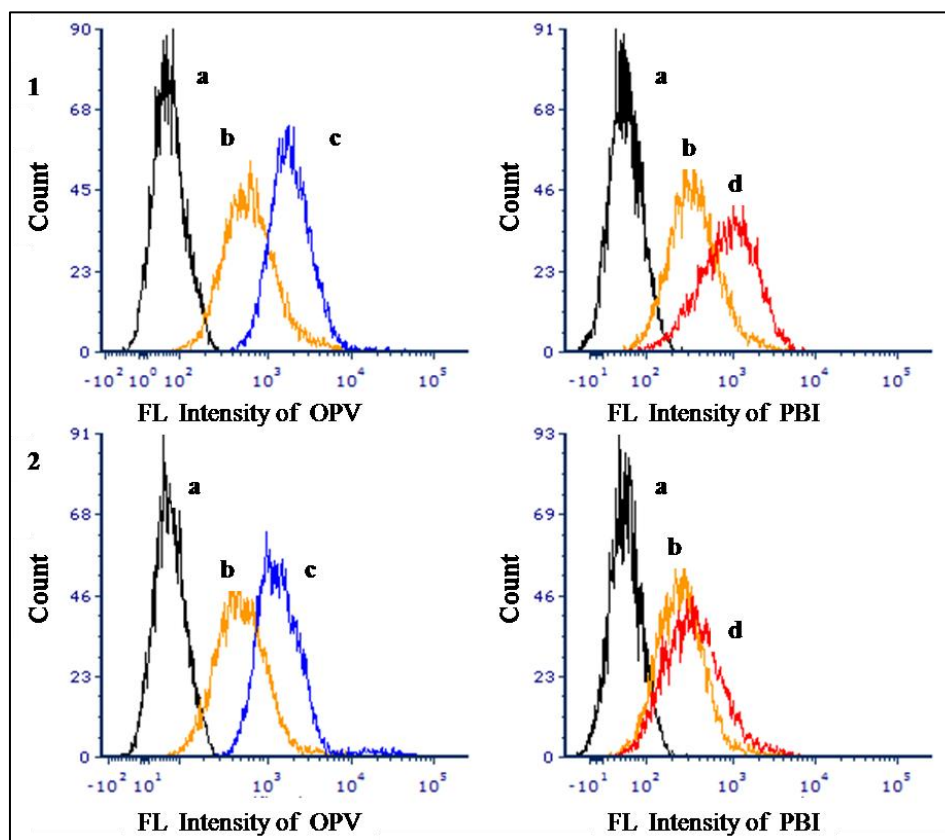 1
90
68
45
23
0
Count
a
b
c
-10² 10⁰ 10² 10³ 10⁴ 10⁵
FL Intensity of OPV
91
68
46
23
0
Count
a
b
d
-10¹ 10² 10³ 10⁴ 10⁵
FL Intensity of PBI
2
91
69
46
23
0
Count
a
b
c
-10² 10¹ 10³ 10⁴ 10⁵
FL Intensity of OPV
93
69
46
23
0
Count
a
b
d
-10¹ 10² 10³ 10⁴ 10⁵
FL Intensity of PBI